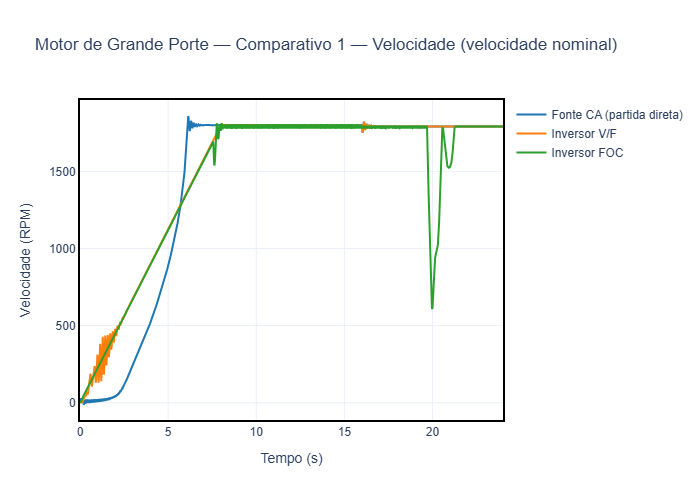 Motor de Grande Porte — Comparativo 1 — Velocidade (velocidade nominal)
Fonte CA (partida direta)
Inversor V/F
Inversor FOC
Velocidade (RPM)
1500
1000
500
0
0 5 10 15 20
Tempo (s)